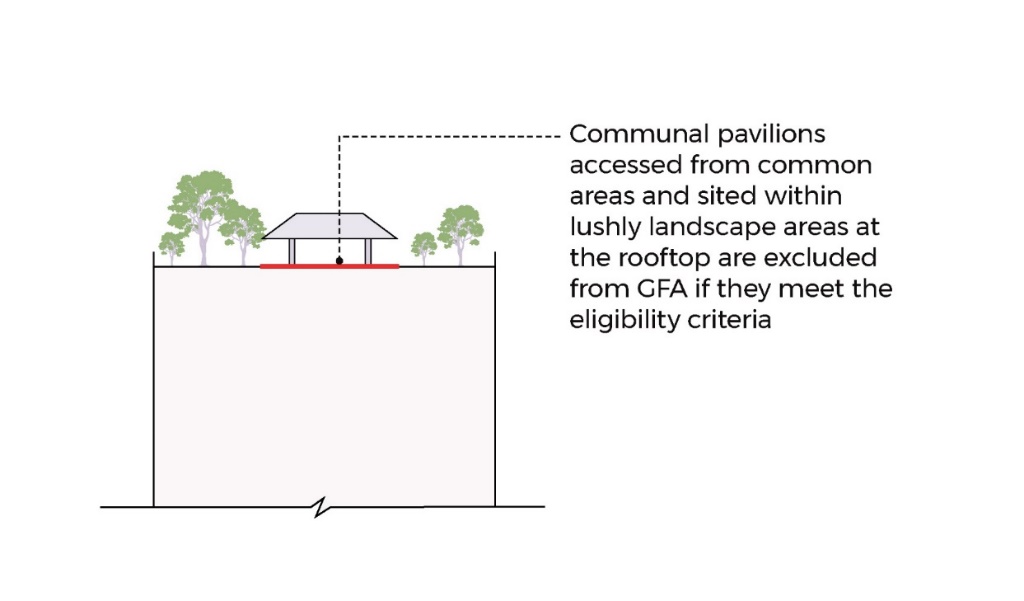 Communal pavilions
accessed from common
areas and sited within
lushly landscape areas at
the rooftop are excluded
from GFA if they meet the
eligibility criteria